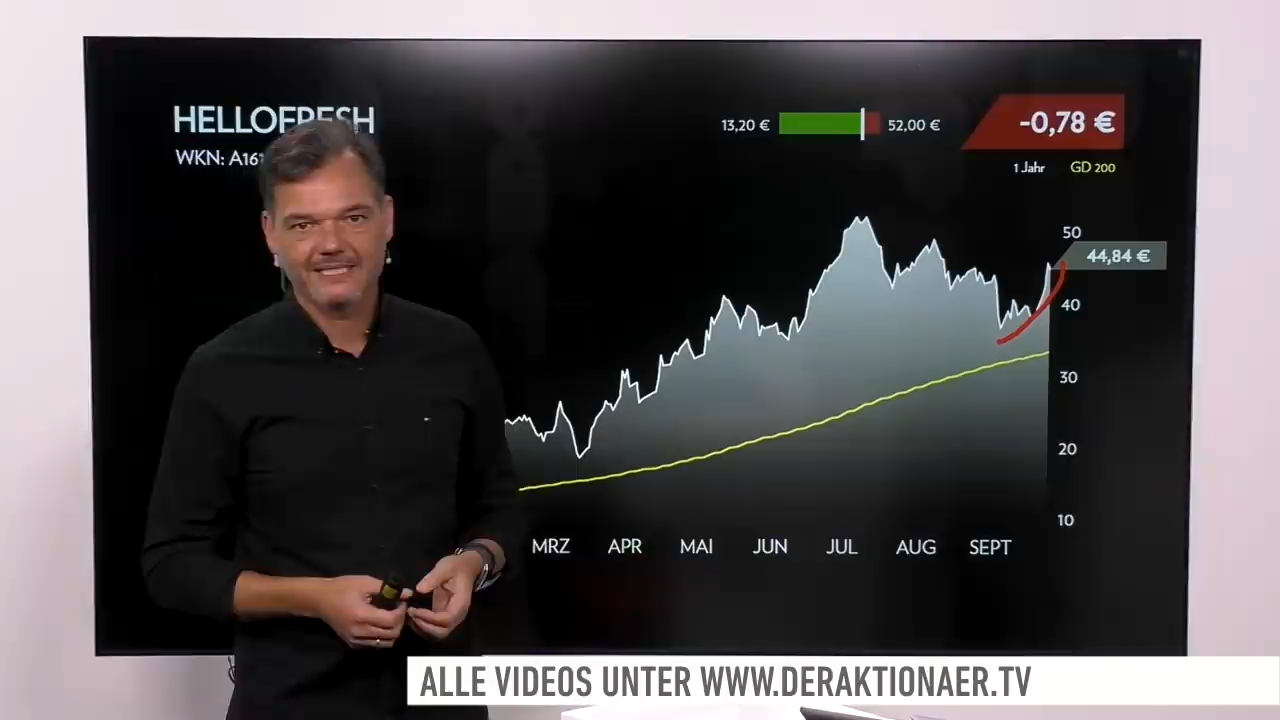 HELLOFRESH
WKN: A161
13,20 €
52,00 €
-0,78 €
1 Jahr
GD 200
50
44,84 €
40
30
20
10
MRZ
APR
MAI
JUN
JUL
AUG
SEPT
ALLE VIDEOS UNTER WWW.DERAKTIONAER.TV